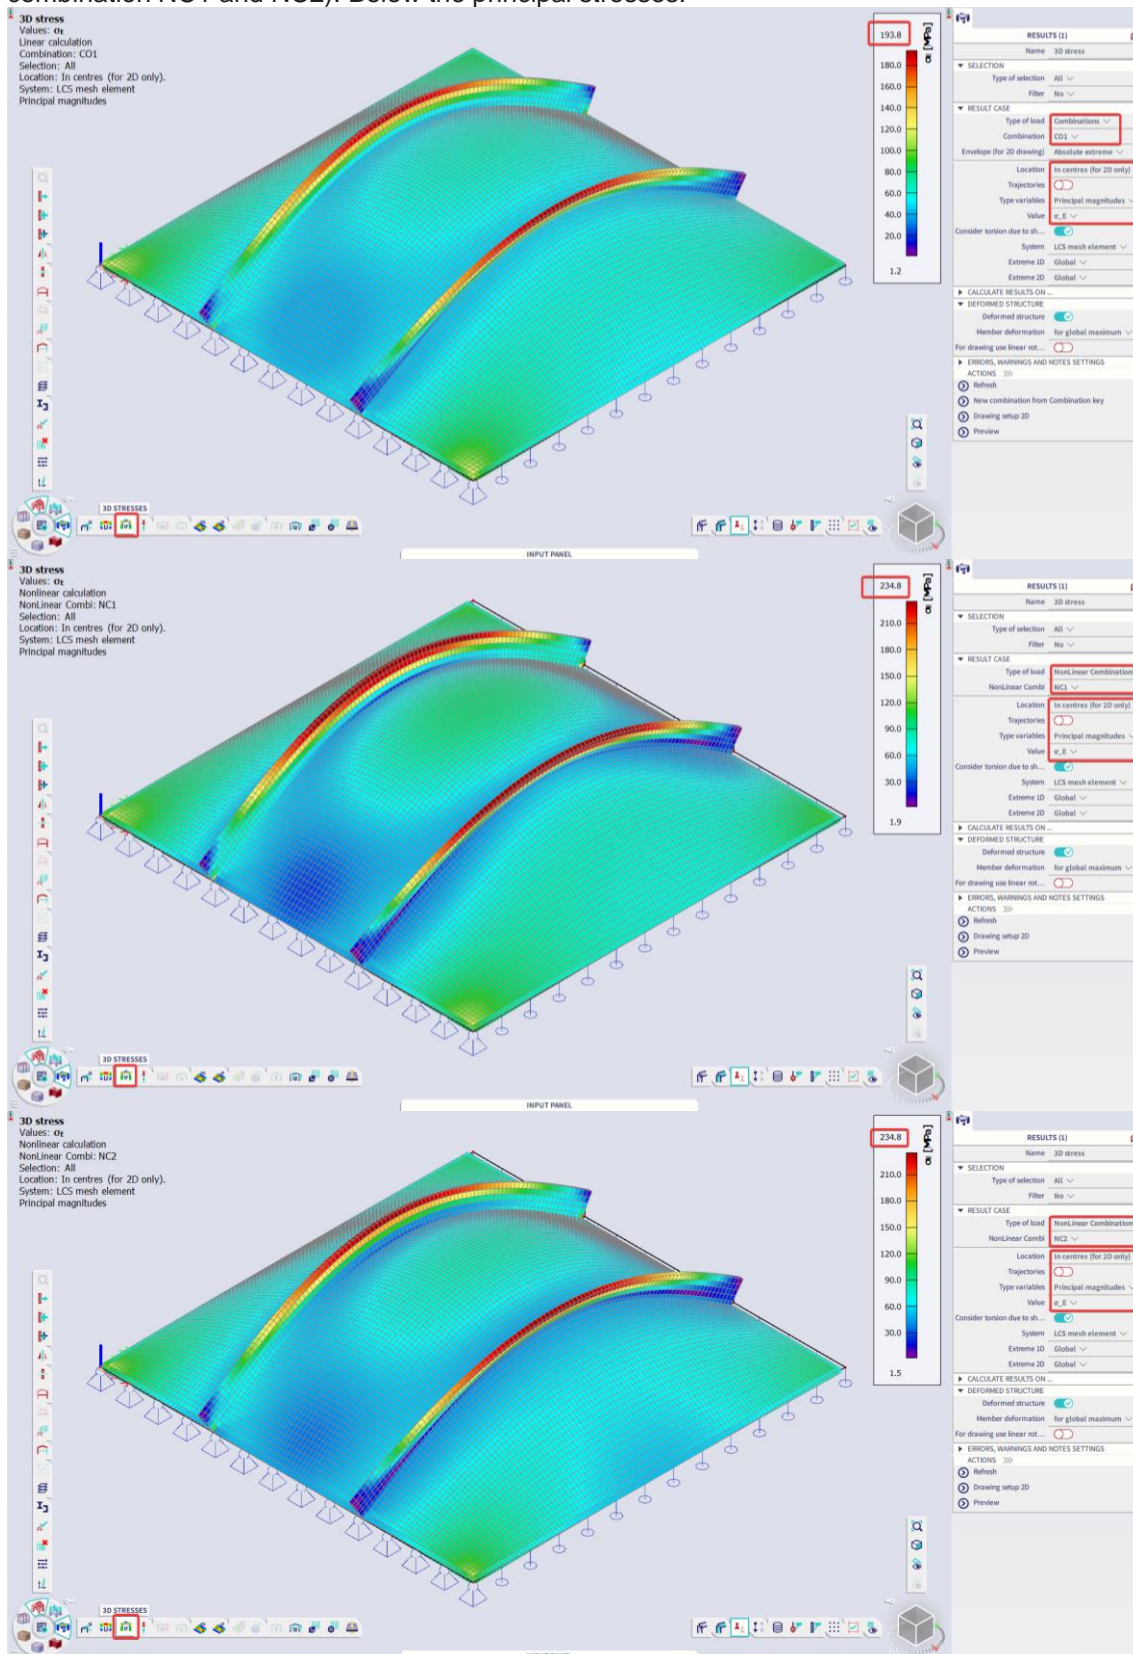 combination NC1 and NC2). Below the principal stresses.
3D stress
Values: σE
Linear calculation
Combination: CO1
Selection: All
Location: In centres (for 2D only).
System: LCS mesh element
Principal magnitudes
193.8
180.0
160.0
140.0
120.0
100.0
80.0
60.0
40.0
20.0
1.2
σE [MPa]
RESULTS (1)
Name 3D stress
SELECTION
Type of selection All
Filter No
RESULT CASE
Type of load Combinations
Combination CO1
Envelope (for 2D drawing) Absolute extreme
Location In centres (for 2D only)
Trajectories
Type variables Principal magnitudes
Value σ_E
Consider torsion due to sh...
System LCS mesh element
Extreme 1D Global
Extreme 2D Global
CALCULATE RESULTS ON ...
DEFORMED STRUCTURE
Deformed structure
Member deformation for global maximum
For drawing use linear rot...
ERRORS, WARNINGS AND NOTES SETTINGS
ACTIONS >>>
Refresh
New combination from Combination key
Drawing setup 2D
Preview
3D STRESSES
INPUT PANEL
3D stress
Values: σE
Nonlinear calculation
NonLinear Combi: NC1
Selection: All
Location: In centres (for 2D only).
System: LCS mesh element
Principal magnitudes
234.8
210.0
180.0
150.0
120.0
90.0
60.0
30.0
1.9
σE [MPa]
RESULTS (1)
Name 3D stress
SELECTION
Type of selection All
Filter No
RESULT CASE
Type of load NonLinear Combination
NonLinear Combi NC1
Location In centres (for 2D only)
Trajectories
Type variables Principal magnitudes
Value σ_E
Consider torsion due to sh...
System LCS mesh element
Extreme 1D Global
Extreme 2D Global
CALCULATE RESULTS ON ...
DEFORMED STRUCTURE
Deformed structure
Member deformation for global maximum
For drawing use linear rot...
ERRORS, WARNINGS AND NOTES SETTINGS
ACTIONS >>>
Refresh
Drawing setup 2D
Preview
3D STRESSES
INPUT PANEL
3D stress
Values: σE
Nonlinear calculation
NonLinear Combi: NC2
Selection: All
Location: In centres (for 2D only).
System: LCS mesh element
Principal magnitudes
234.8
210.0
180.0
150.0
120.0
90.0
60.0
30.0
1.5
σE [MPa]
RESULTS (1)
Name 3D stress
SELECTION
Type of selection All
Filter No
RESULT CASE
Type of load NonLinear Combination
NonLinear Combi NC2
Location In centres (for 2D only)
Trajectories
Type variables Principal magnitudes
Value σ_E
Consider torsion due to sh...
System LCS mesh element
Extreme 1D Global
Extreme 2D Global
CALCULATE RESULTS ON ...
DEFORMED STRUCTURE
Deformed structure
Member deformation for global maximum
For drawing use linear rot...
ERRORS, WARNINGS AND NOTES SETTINGS
ACTIONS >>>
Refresh
Drawing setup 2D
Preview
3D STRESSES